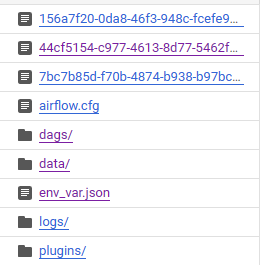 156a7f20-0da8-46f3-948c-fcefe9...
44cf5154-c977-4613-8d77-5462f...
7bc7b85d-f70b-4874-b938-b97bc...
airflow.cfg
dags/
data/
env_var.json
logs/
plugins/